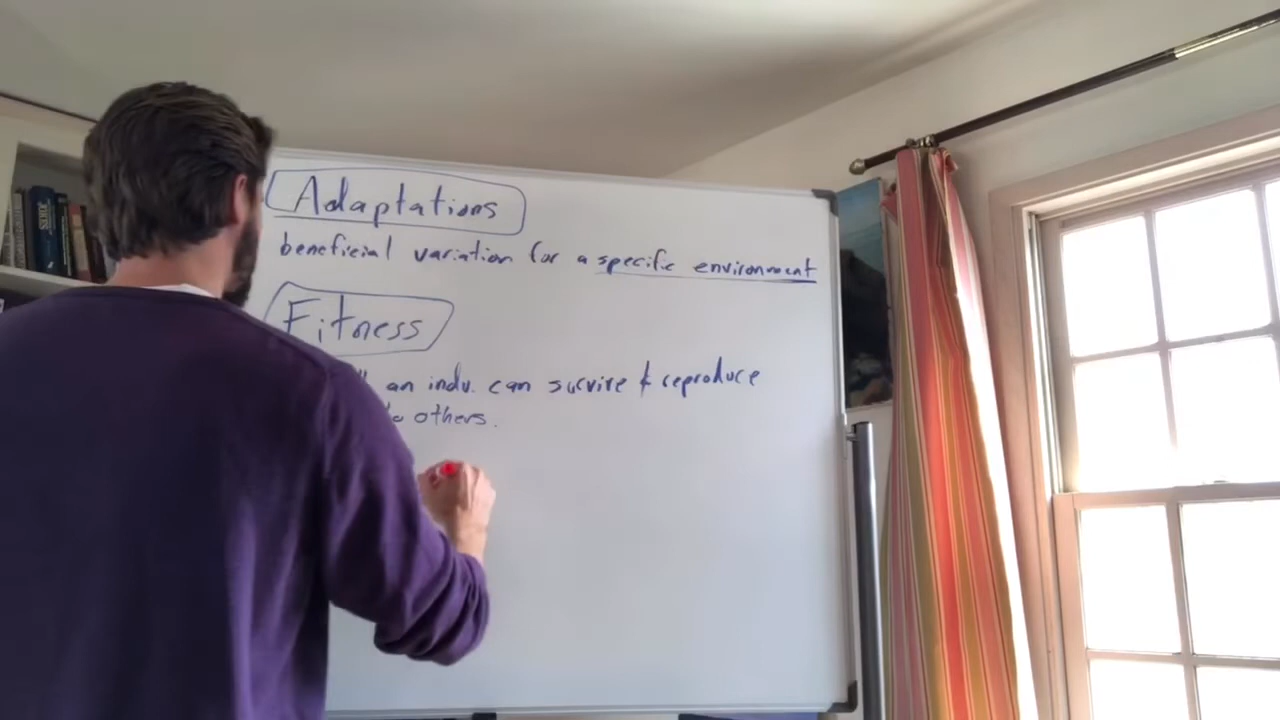 Adaptations
beneficial variation for a specific environment
Fitness
an indv. can survive & reproduce
others.